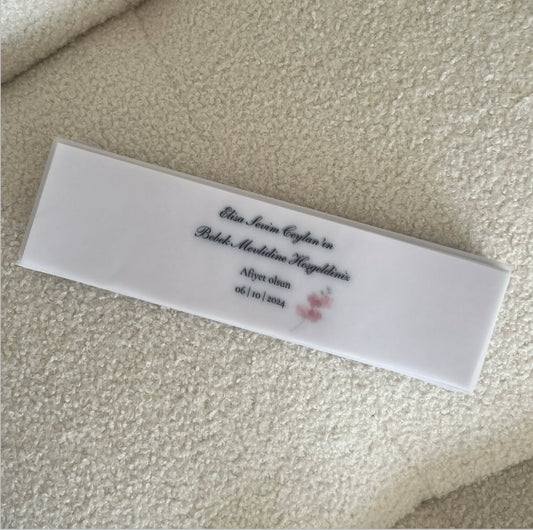 Elisa Sevim Ceylan'ın
Bebek Mevlidine Hoşgeldiniz
Afiyet olsun
06 | 10 | 2024